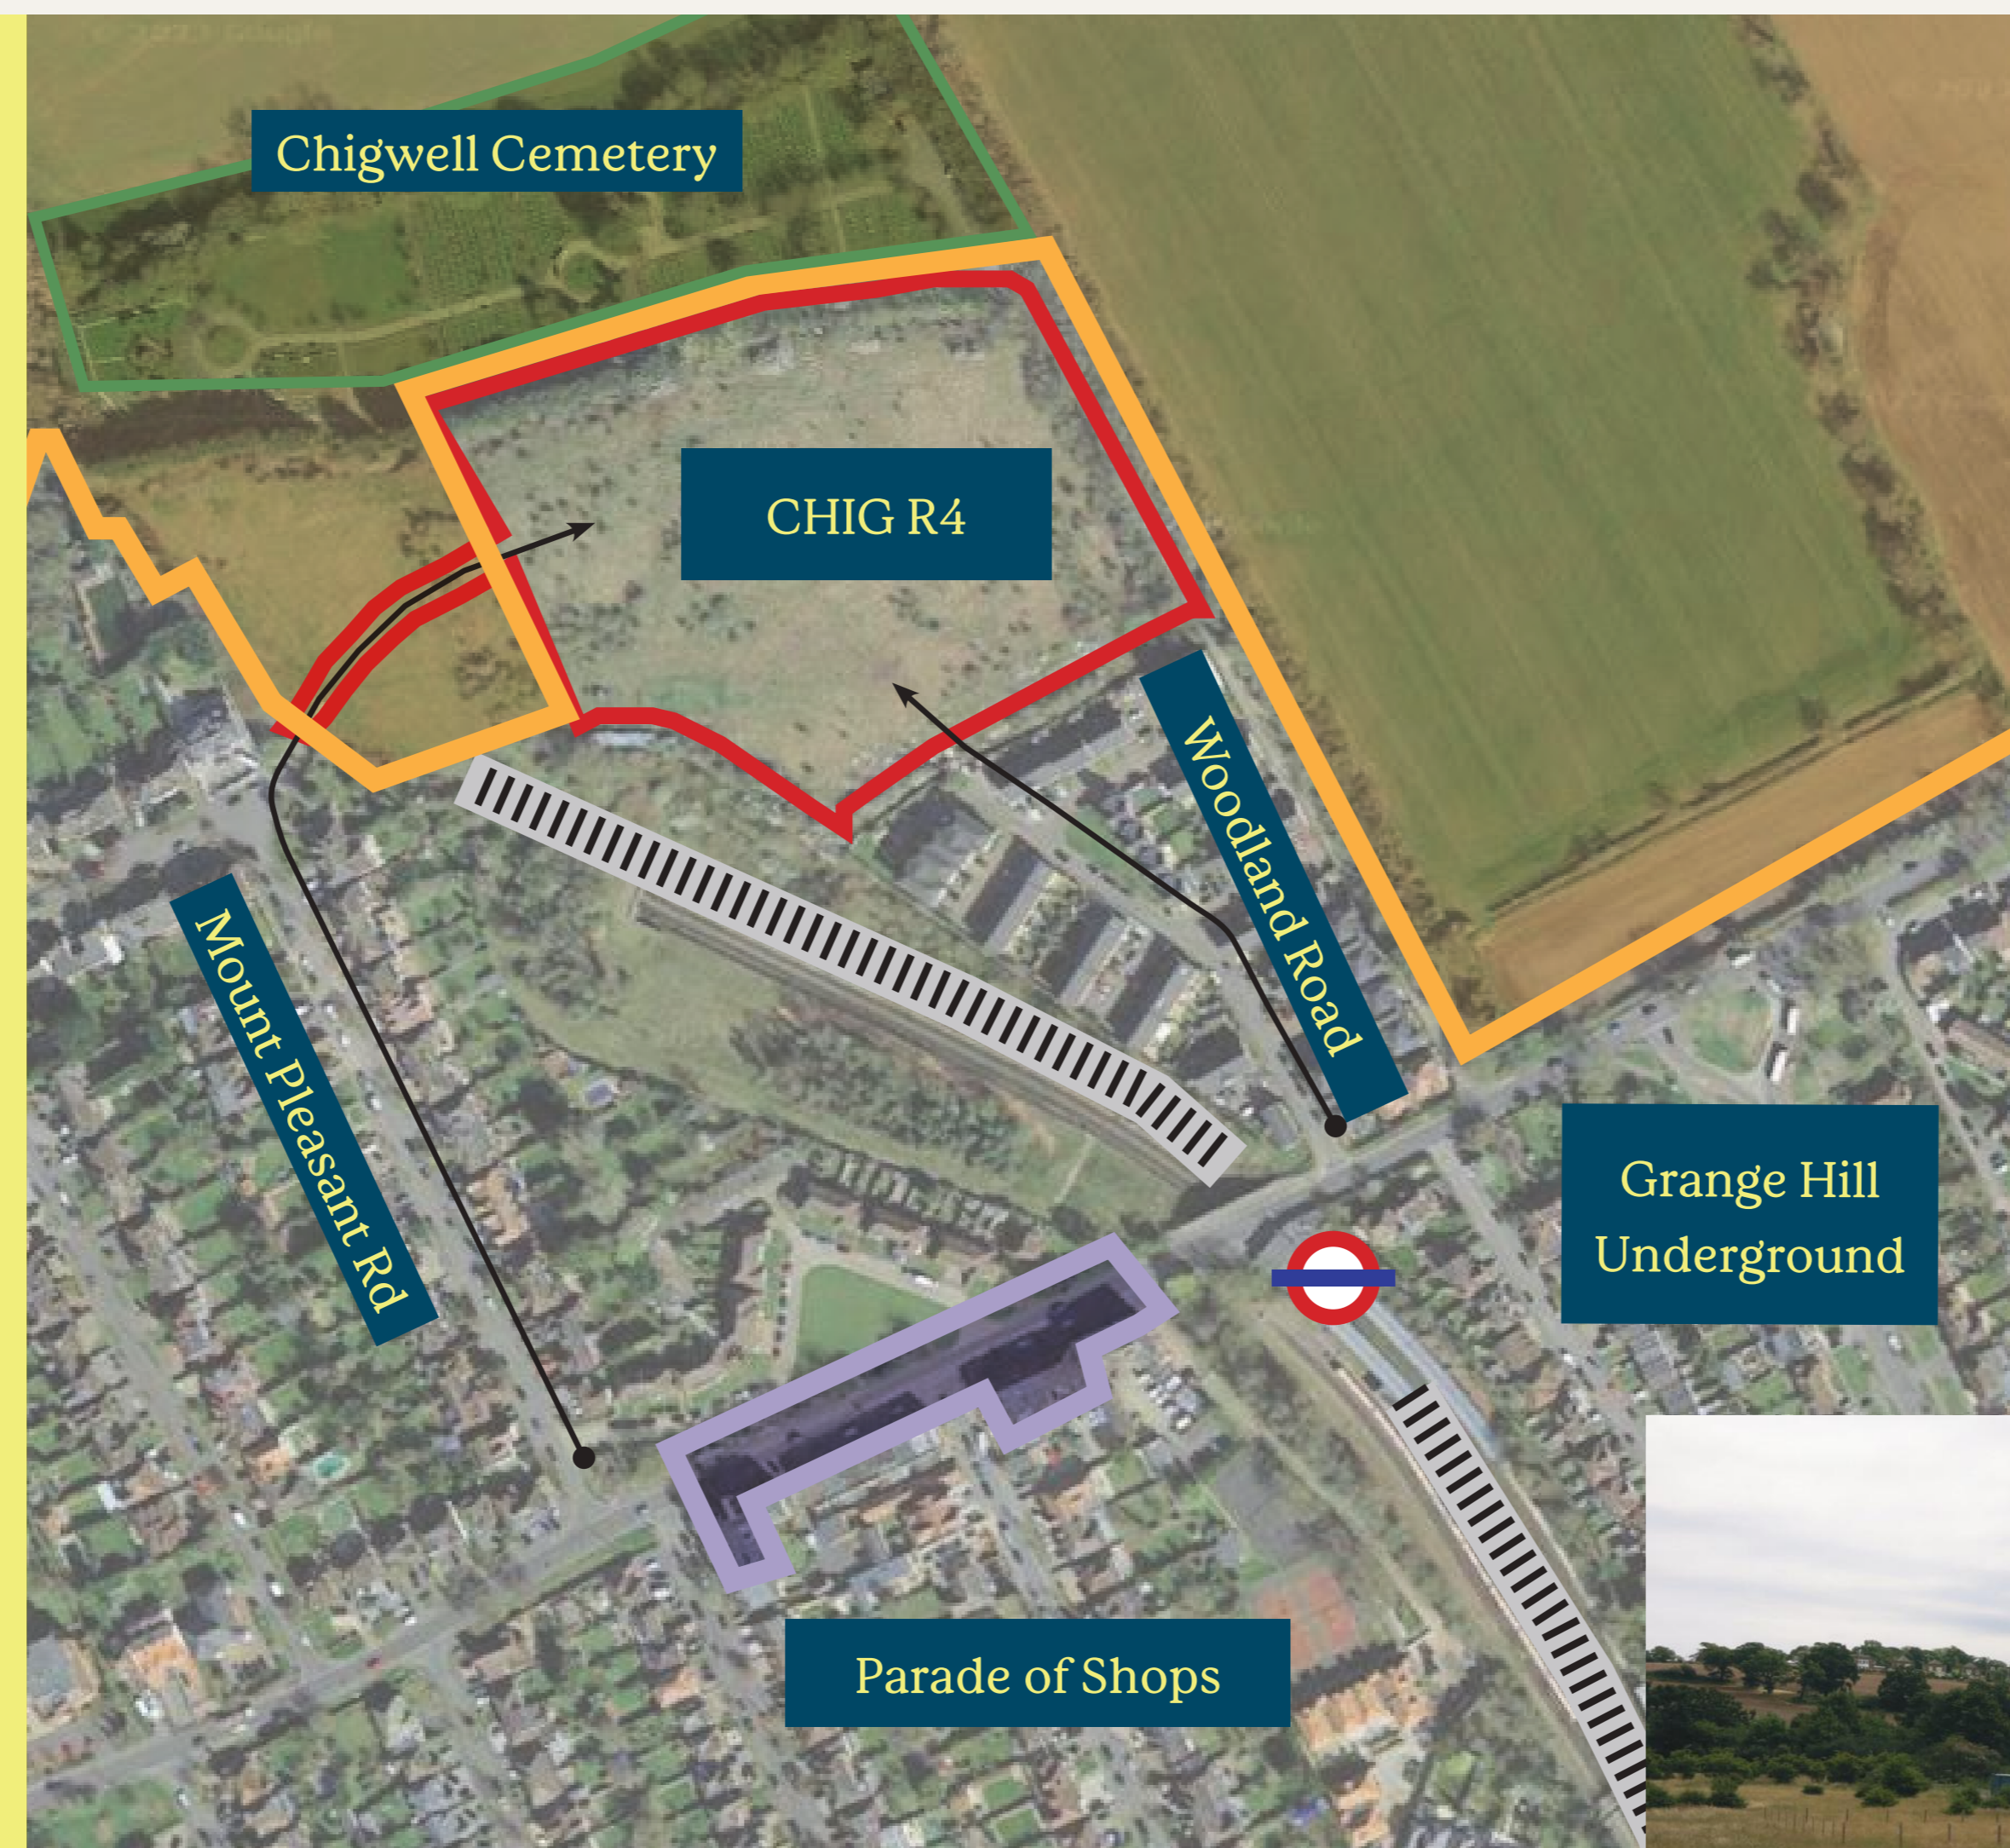 Chigwell Cemetery
CHIG R4
Woodland Road
Mount Pleasant Rd
Grange Hill
Underground
Parade of Shops